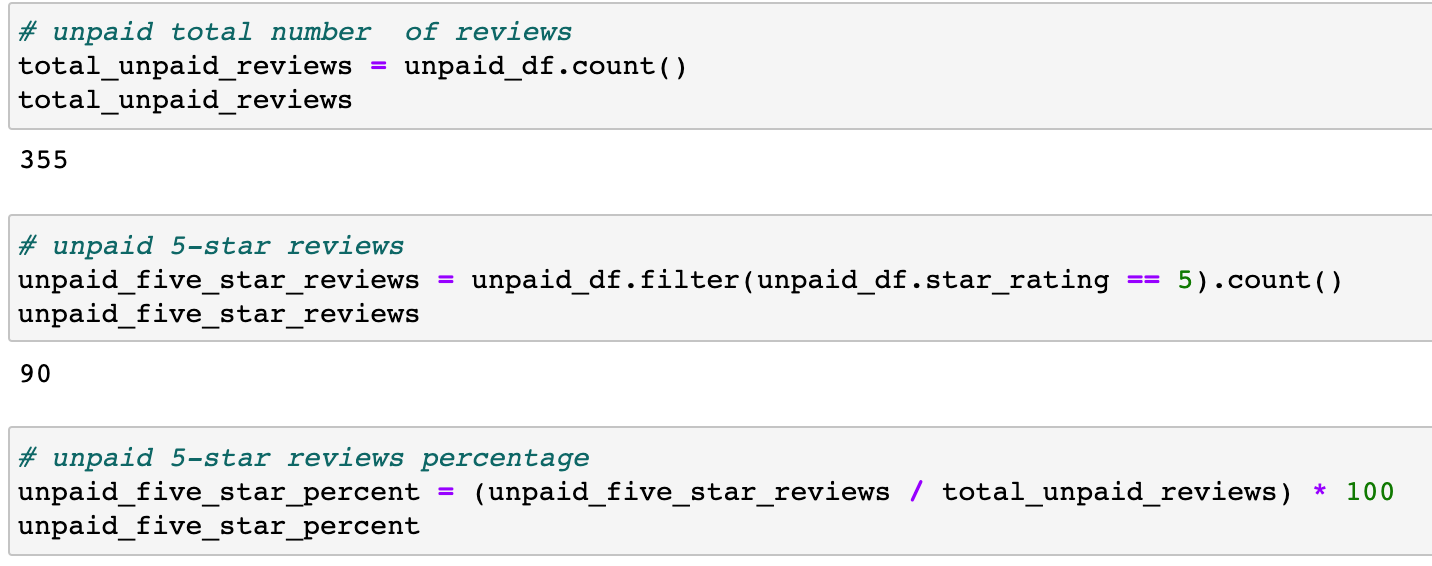 # unpaid total number  of reviews
total_unpaid_reviews = unpaid_df.count()
total_unpaid_reviews
355
# unpaid 5-star reviews
unpaid_five_star_reviews = unpaid_df.filter(unpaid_df.star_rating == 5).count()
unpaid_five_star_reviews
90
# unpaid 5-star reviews percentage
unpaid_five_star_percent = (unpaid_five_star_reviews / total_unpaid_reviews) * 100
unpaid_five_star_percent